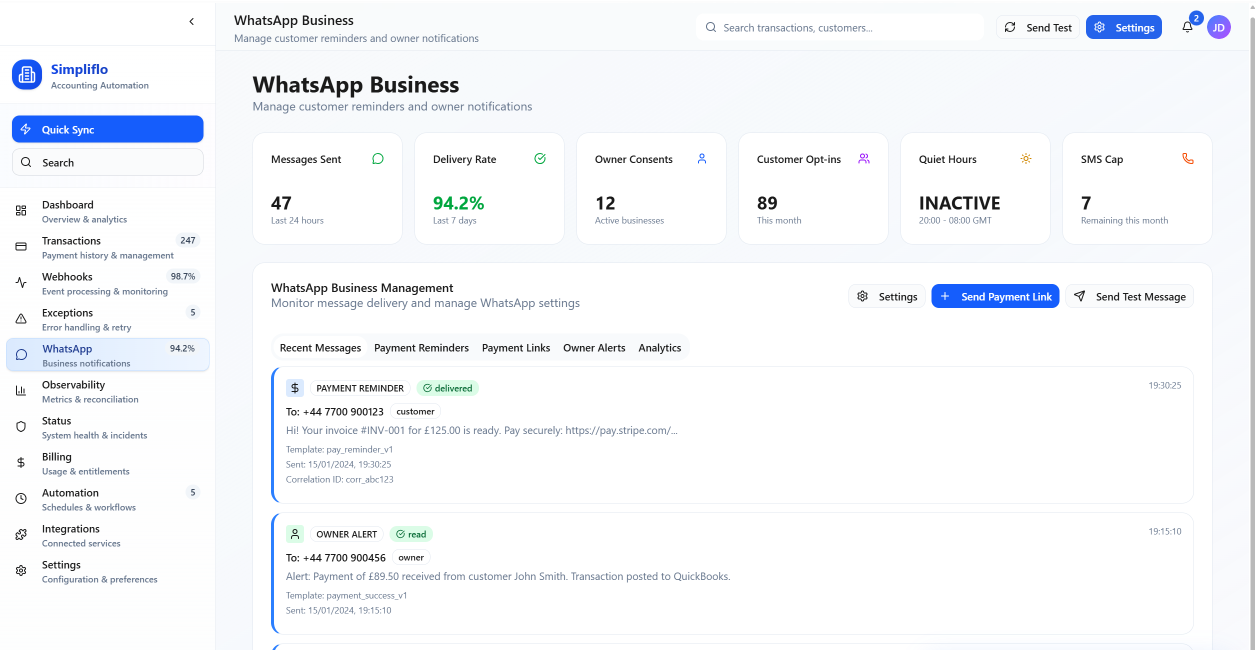 Simpliflo
Accounting Automation
Quick Sync
Search
Dashboard
Overview & analytics
Transactions 247
Payment history & management
Webhooks 98.7%
Event processing & monitoring
Exceptions 5
Error handling & retry
WhatsApp 94.2%
Business notifications
Observability
Metrics & reconciliation
Status
System health & incidents
Billing
Usage & entitlements
Automation 5
Schedules & workflows
Integrations
Connected services
Settings
Configuration & preferences
WhatsApp Business
Manage customer reminders and owner notifications
Search transactions, customers...
Send Test
Settings
2
JD
WhatsApp Business
Manage customer reminders and owner notifications
Messages Sent
47
Last 24 hours
Delivery Rate
94.2%
Last 7 days
Owner Consents
12
Active businesses
Customer Opt-ins
89
This month
Quiet Hours
INACTIVE
20:00 - 08:00 GMT
SMS Cap
7
Remaining this month
WhatsApp Business Management
Monitor message delivery and manage WhatsApp settings
Settings
Send Payment Link
Send Test Message
Recent Messages Payment Reminders Payment Links Owner Alerts Analytics
$ PAYMENT REMINDER delivered 19:30:25
To: +44 7700 900123 customer
Hi! Your invoice #INV-001 for £125.00 is ready. Pay securely: https://pay.stripe.com/...
Template: pay_reminder_v1
Sent: 15/01/2024, 19:30:25
Correlation ID: corr_abc123
OWNER ALERT read 19:15:10
To: +44 7700 900456 owner
Alert: Payment of £89.50 received from customer John Smith. Transaction posted to QuickBooks.
Template: payment_success_v1
Sent: 15/01/2024, 19:15:10